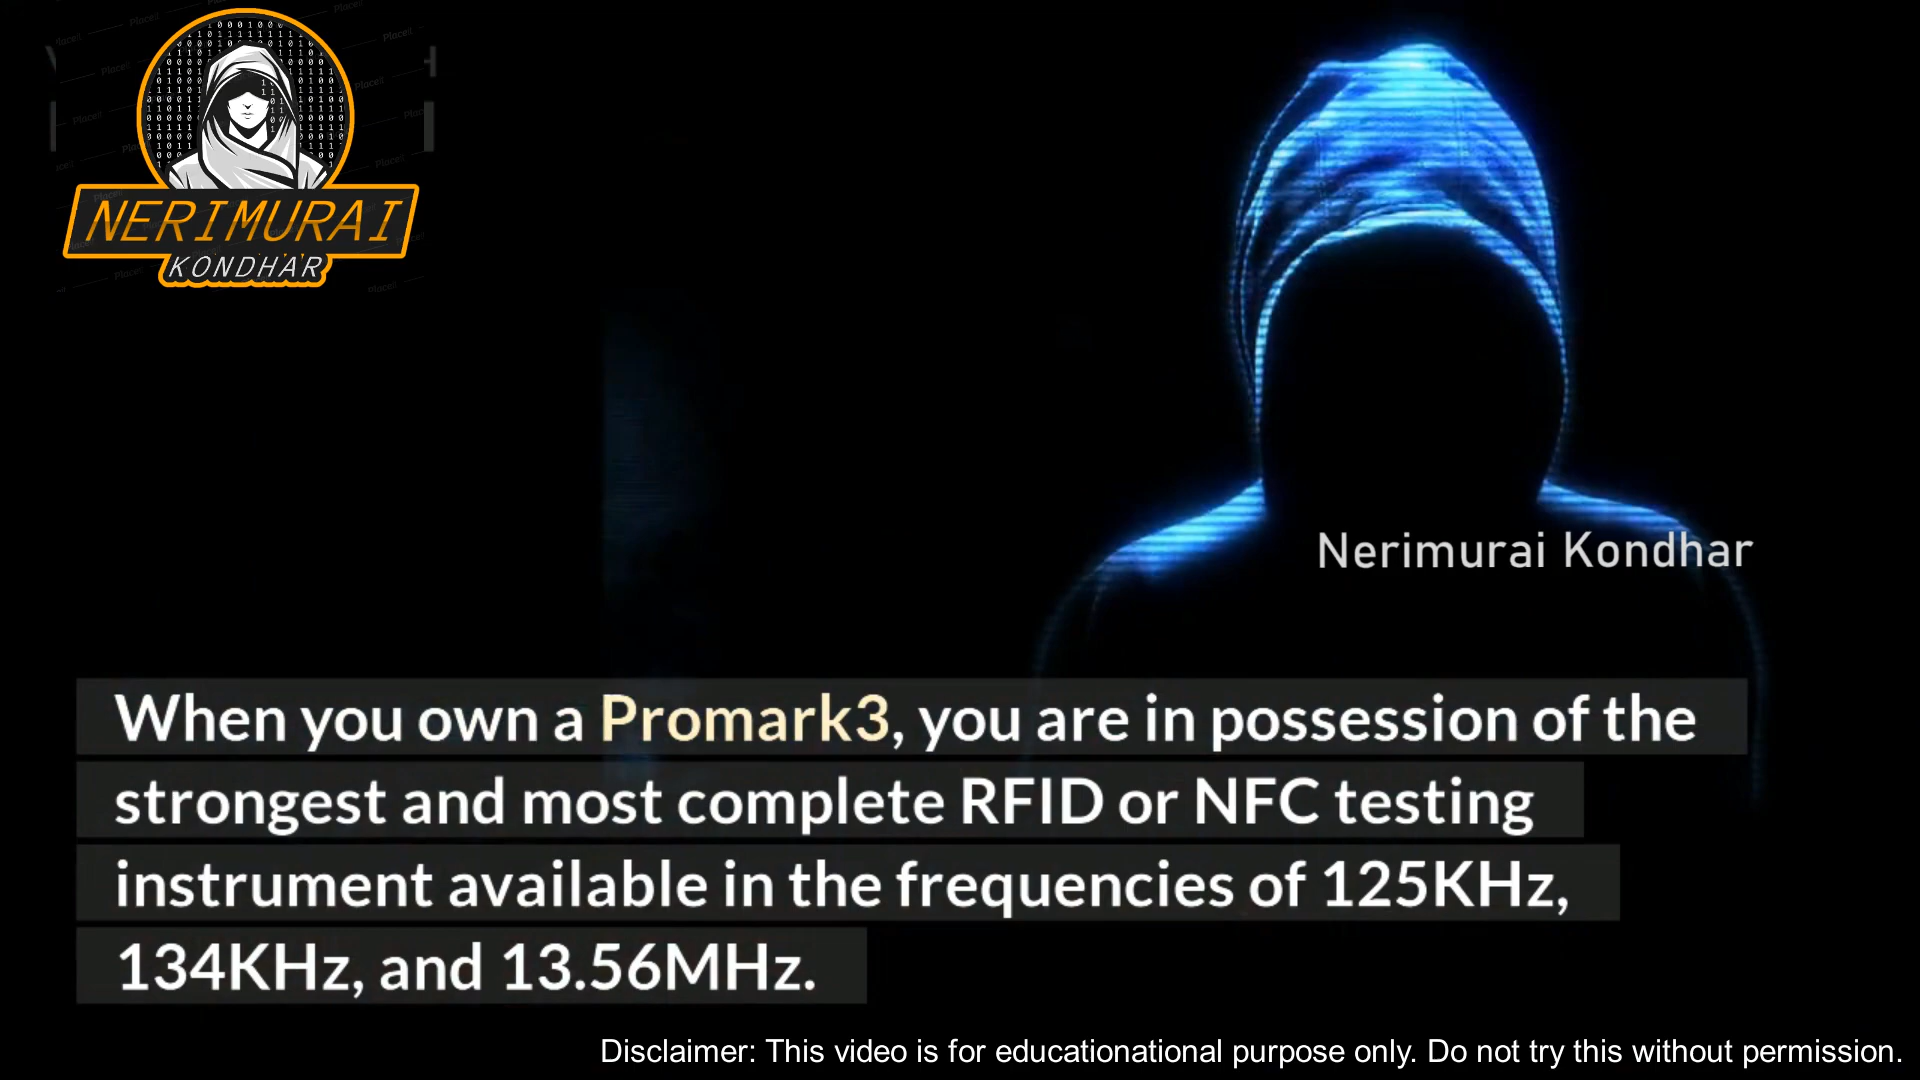 NERIMURAI
KONDHAR
Nerimurai Kondhar
When you own a Promark3, you are in possession of the
strongest and most complete RFID or NFC testing
instrument available in the frequencies of 125KHz,
134KHz, and 13.56MHz.
Disclaimer: This video is for educationational purpose only. Do not try this without permission.